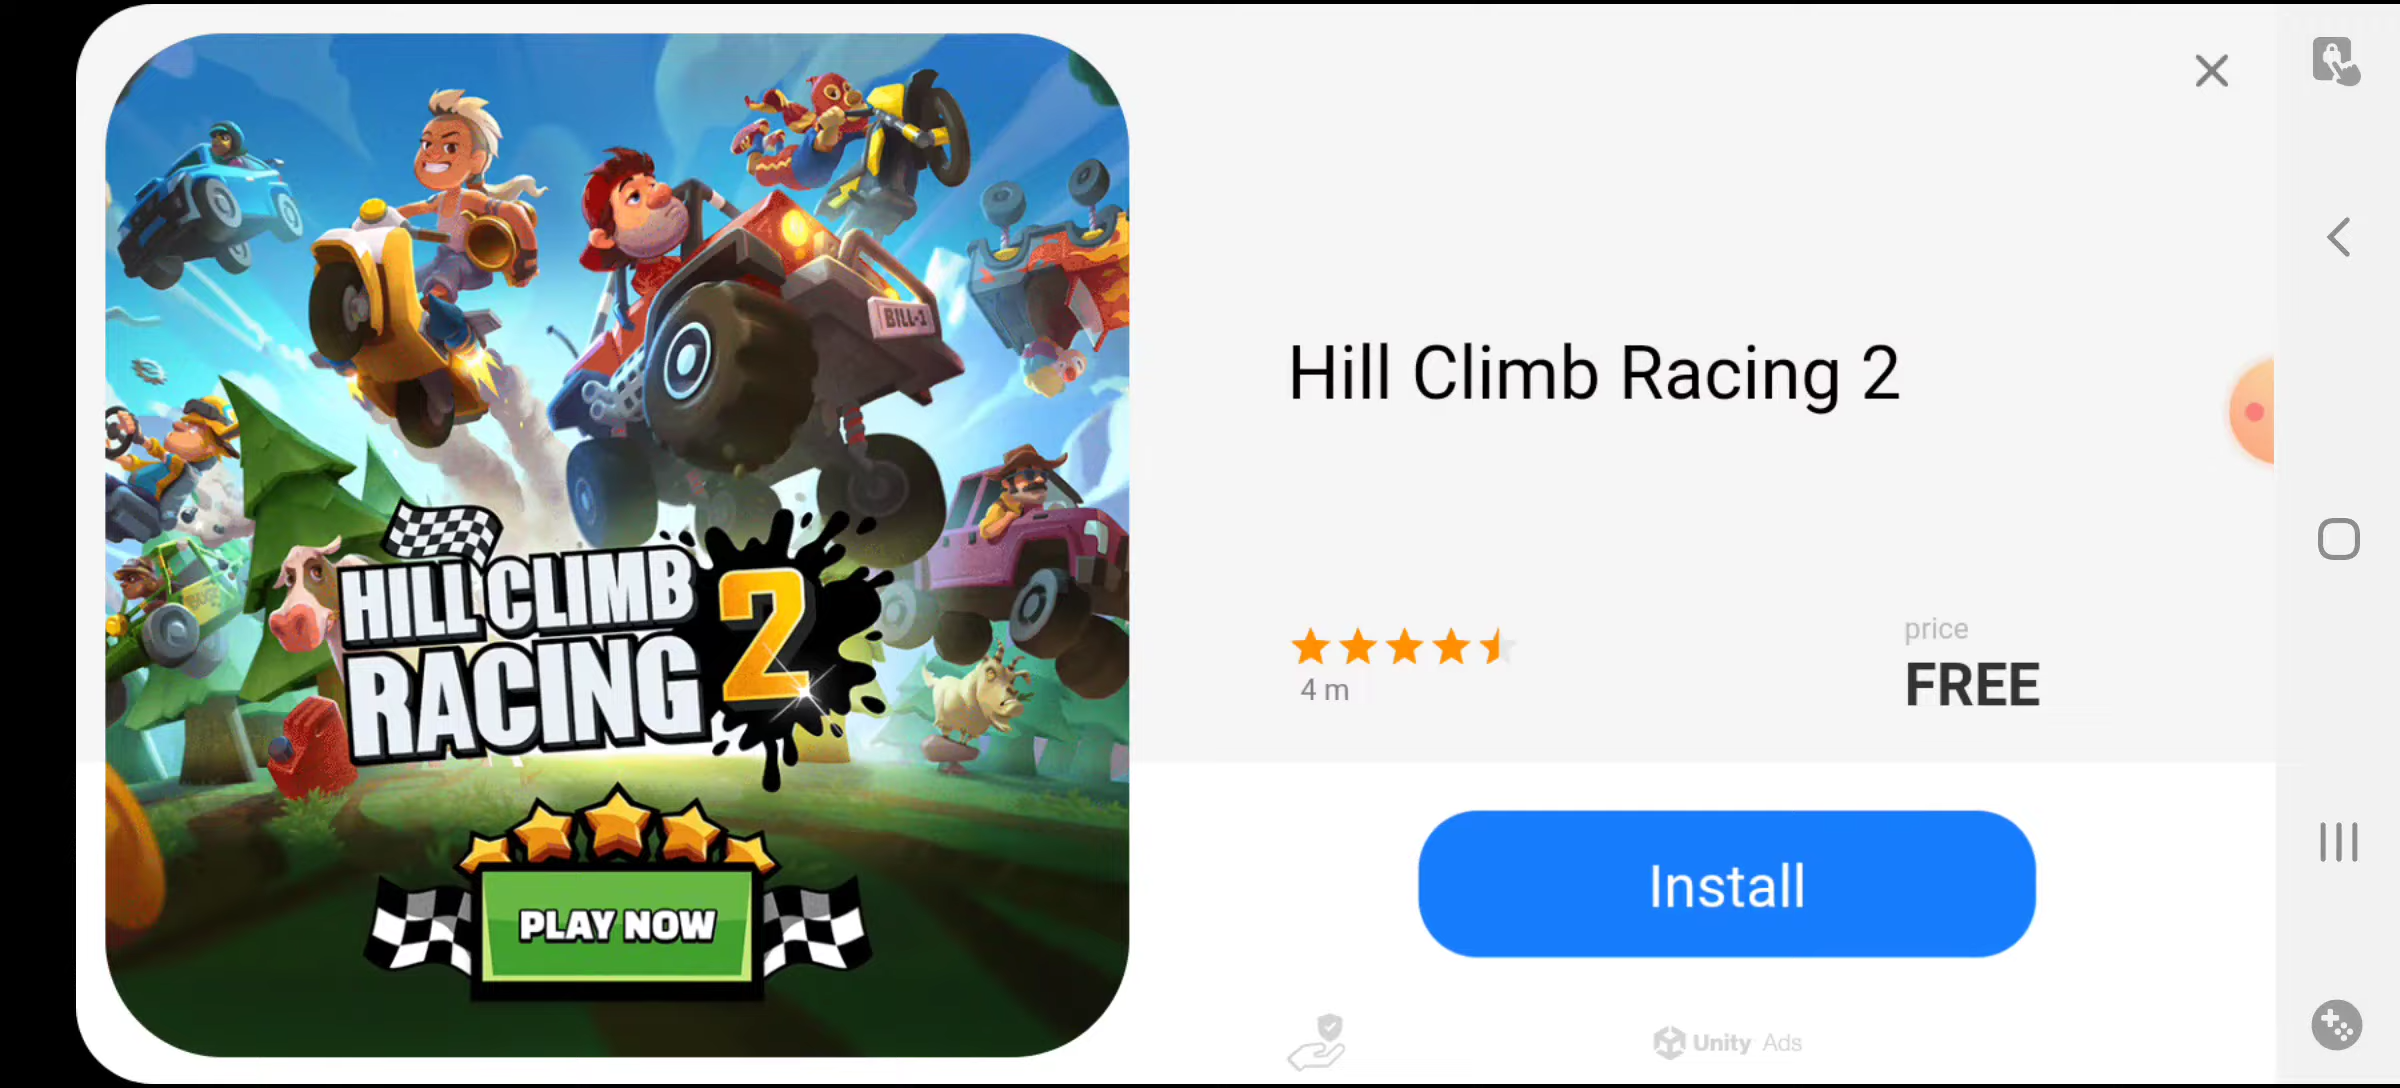 BILL-1
HILL CLIMB
RACING 2
PLAY NOW
Hill Climb Racing 2
4 m
price
FREE
Install
Unity Ads